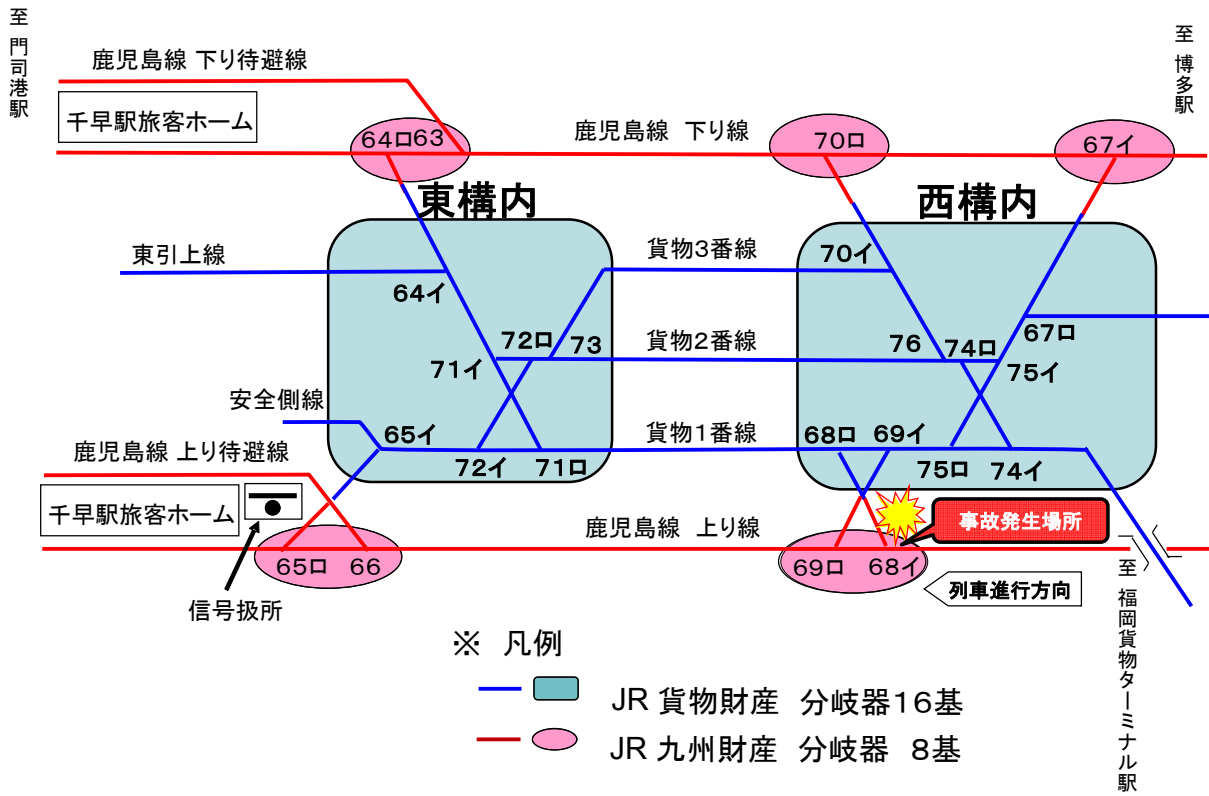 至 門司港駅
鹿児島線 下り待避線
至 博多駅
千早駅旅客ホーム
64ロ63
鹿児島線 下り線
70ロ
67イ
東構内
西構内
東引上線
貨物3番線
70イ
64イ
72ロ
73
貨物2番線
76
74ロ
67ロ
71イ
75イ
安全側線
65イ
貨物1番線
68ロ
69イ
鹿児島線 上り待避線
72イ
71ロ
75ロ
74イ
千早駅旅客ホーム
鹿児島線 上り線
事故発生場所
65ロ
66
69ロ
68イ
列車進行方向
信号扱所
至 福岡貨物ターミナル駅
※ 凡例
JR 貨物財産 分岐器16基
JR 九州財産 分岐器 8基